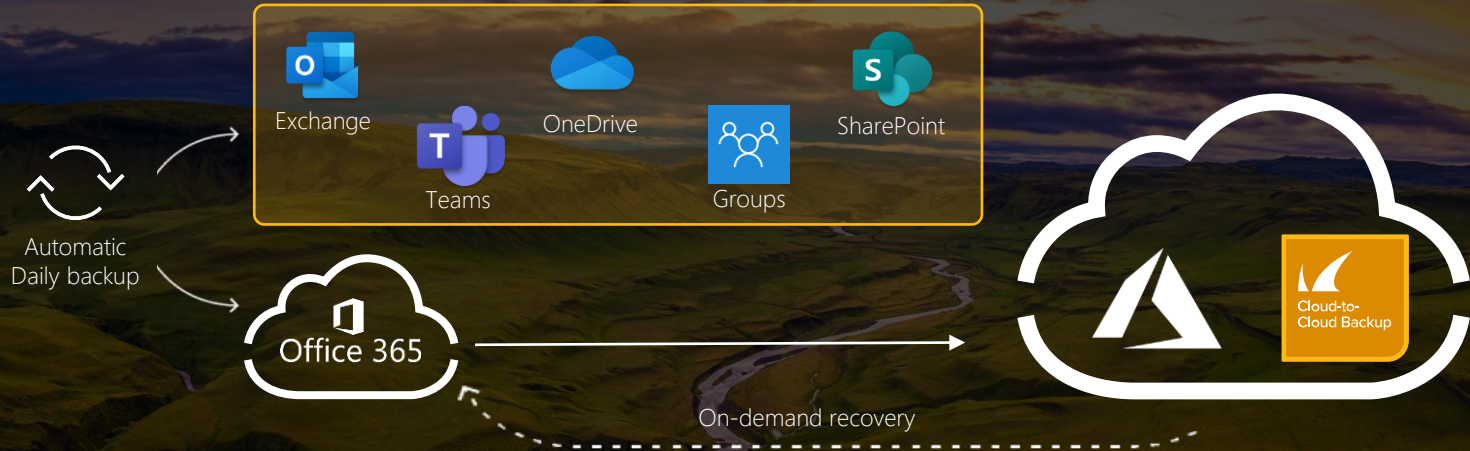 Exchange
OneDrive
SharePoint
Teams
Groups
Automatic
Daily backup
Office 365
Cloud-to-
Cloud Backup
On-demand recovery